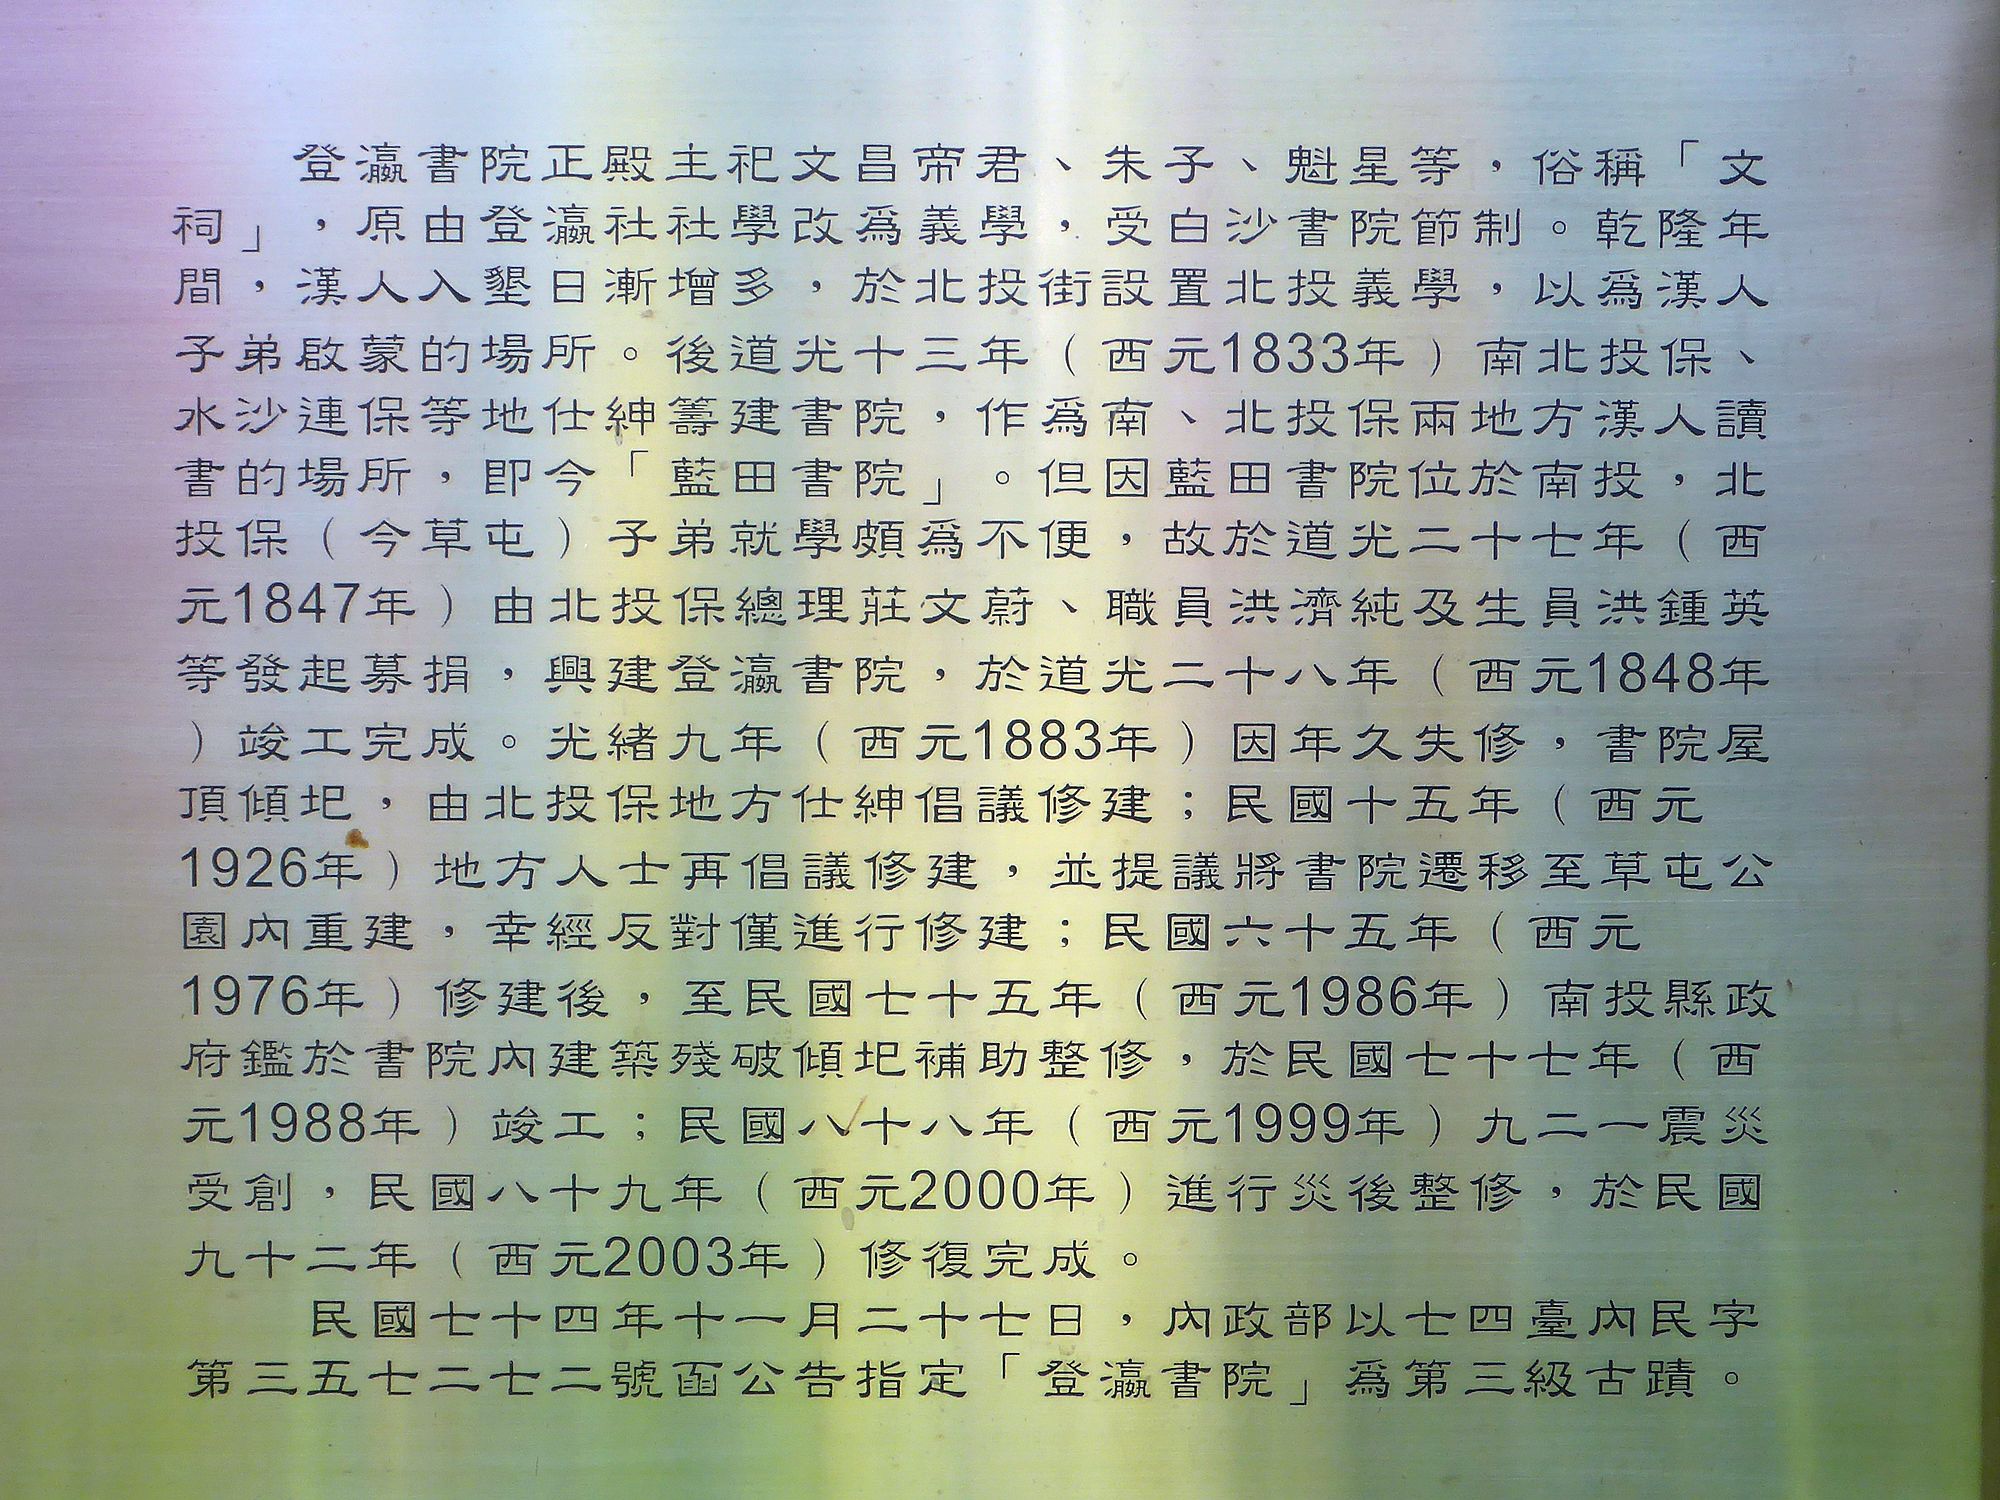 登瀛書院正殿主祀文昌帝君、朱子、魁星等，俗稱「文
祠」，原由登瀛社社學改爲義學，受白沙書院節制。乾隆年
間，漢人入墾日漸增多，於北投街設置北投義學，以爲漢人
子弟啟蒙的場所。後道光十三年（西元1833年）南北投保、
水沙連保等地仕紳籌建書院，作爲南、北投保兩地方漢人讀
書的場所，即今「藍田書院」。但因藍田書院位於南投，北
投保（今草屯）子弟就學頗爲不便，故於道光二十七年（西
元1847年）由北投保總理莊文蔚、職員洪濟純及生員洪鍾英
等發起募捐，興建登瀛書院，於道光二十八年（西元1848年
）竣工完成。光緒九年（西元1883年）因年久失修，書院屋
頂傾圯，由北投保地方仕紳倡議修建；民國十五年（西元
1926年）地方人士再倡議修建，並提議將書院遷移至草屯公
園內重建，幸經反對僅進行修建；民國六十五年（西元
1976年）修建後，至民國七十五年（西元1986年）南投縣政
府鑑於書院內建築殘破傾圯補助整修，於民國七十七年（西
元1988年）竣工；民國八十八年（西元1999年）九二一震災
受創，民國八十九年（西元2000年）進行災後整修，於民國
九十二年（西元2003年）修復完成。
民國七十四年十一月二十七日，內政部以七四臺內民字
第三五七二七二號函公告指定「登瀛書院」爲第三級古蹟。